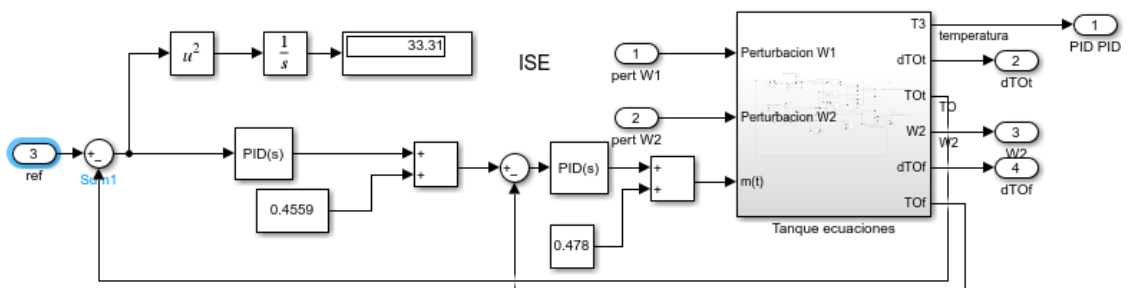 u²
1
s
33.31
ISE
1
pert W1
2
pert W2
3
ref
+
−
Sum1
PID(s)
0.4559
+
+
+
−
PID(s)
0.478
+
+
Perturbacion W1
Perturbacion W2
m(t)
T3
dTOt
TOt
W2
dTOf
TOf
Tanque ecuaciones
temperatura
TO
W2
1
PID PID
2
dTOt
3
W2
4
dTOf